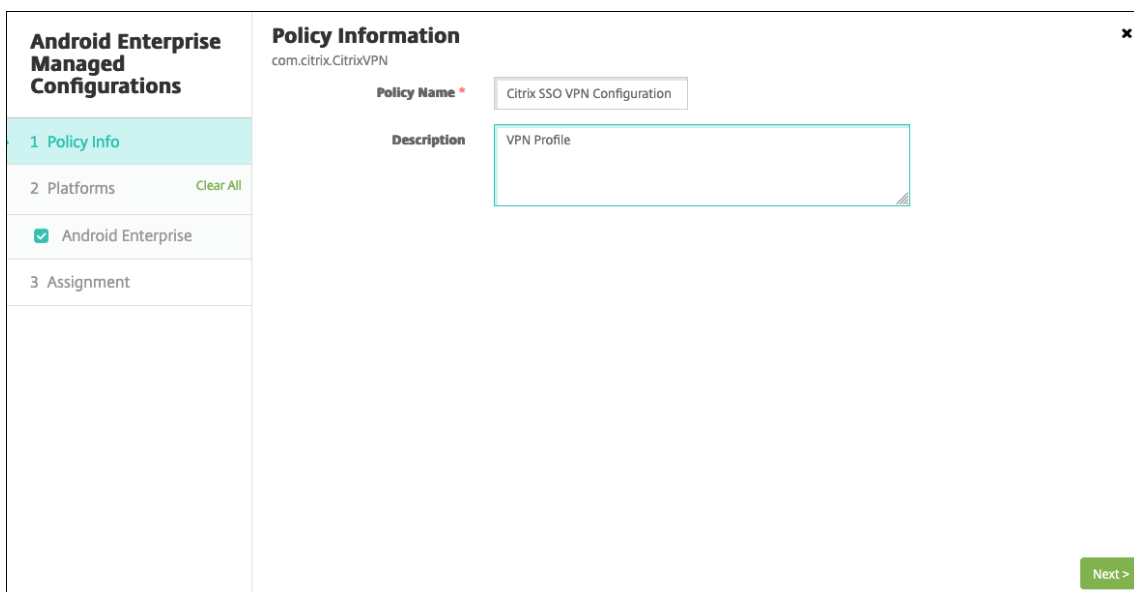 Android Enterprise
Managed
Configurations
1 Policy Info
2 Platforms
Clear All
Android Enterprise
3 Assignment
Policy Information
com.citrix.CitrixVPN
Policy Name *
Citrix SSO VPN Configuration
Description
VPN Profile
Next >